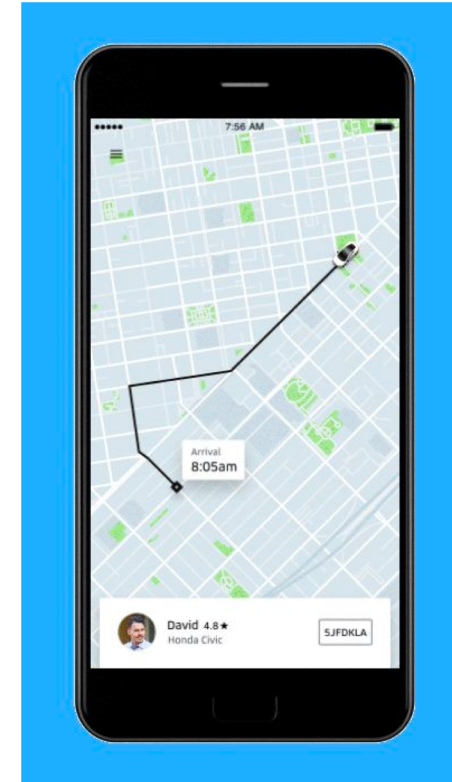 7:56 AM
Arrival
8:05am
David 4.8★
Honda Civic
5JFDKLA